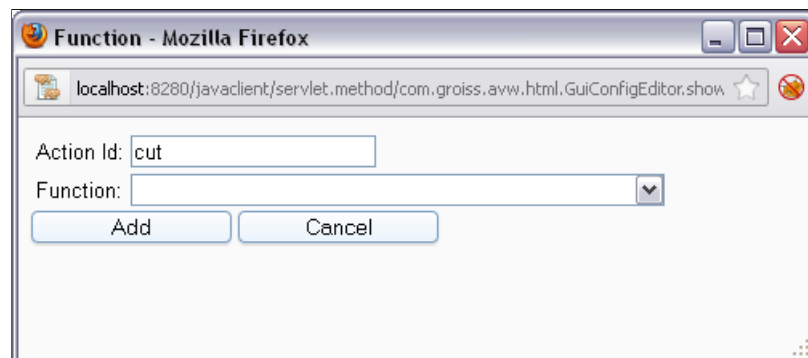 Function - Mozilla Firefox
localhost:8280/javaclient/servlet.method/com.groiss.avw.html.GuiConfigEditor.show
Action Id: cut
Function:
Add Cancel